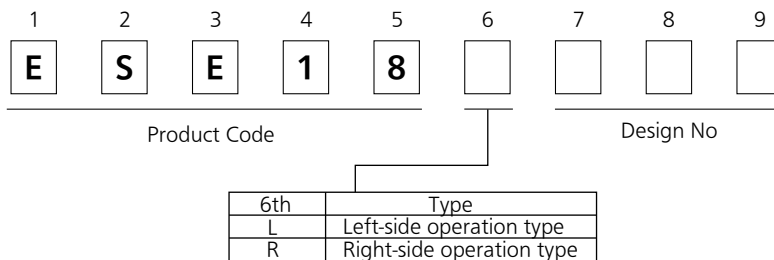 1 2 3 4 5 6 7 8 9
E S E 1 8
Product Code Design No
6th Type
L Left-side operation type
R Right-side operation type